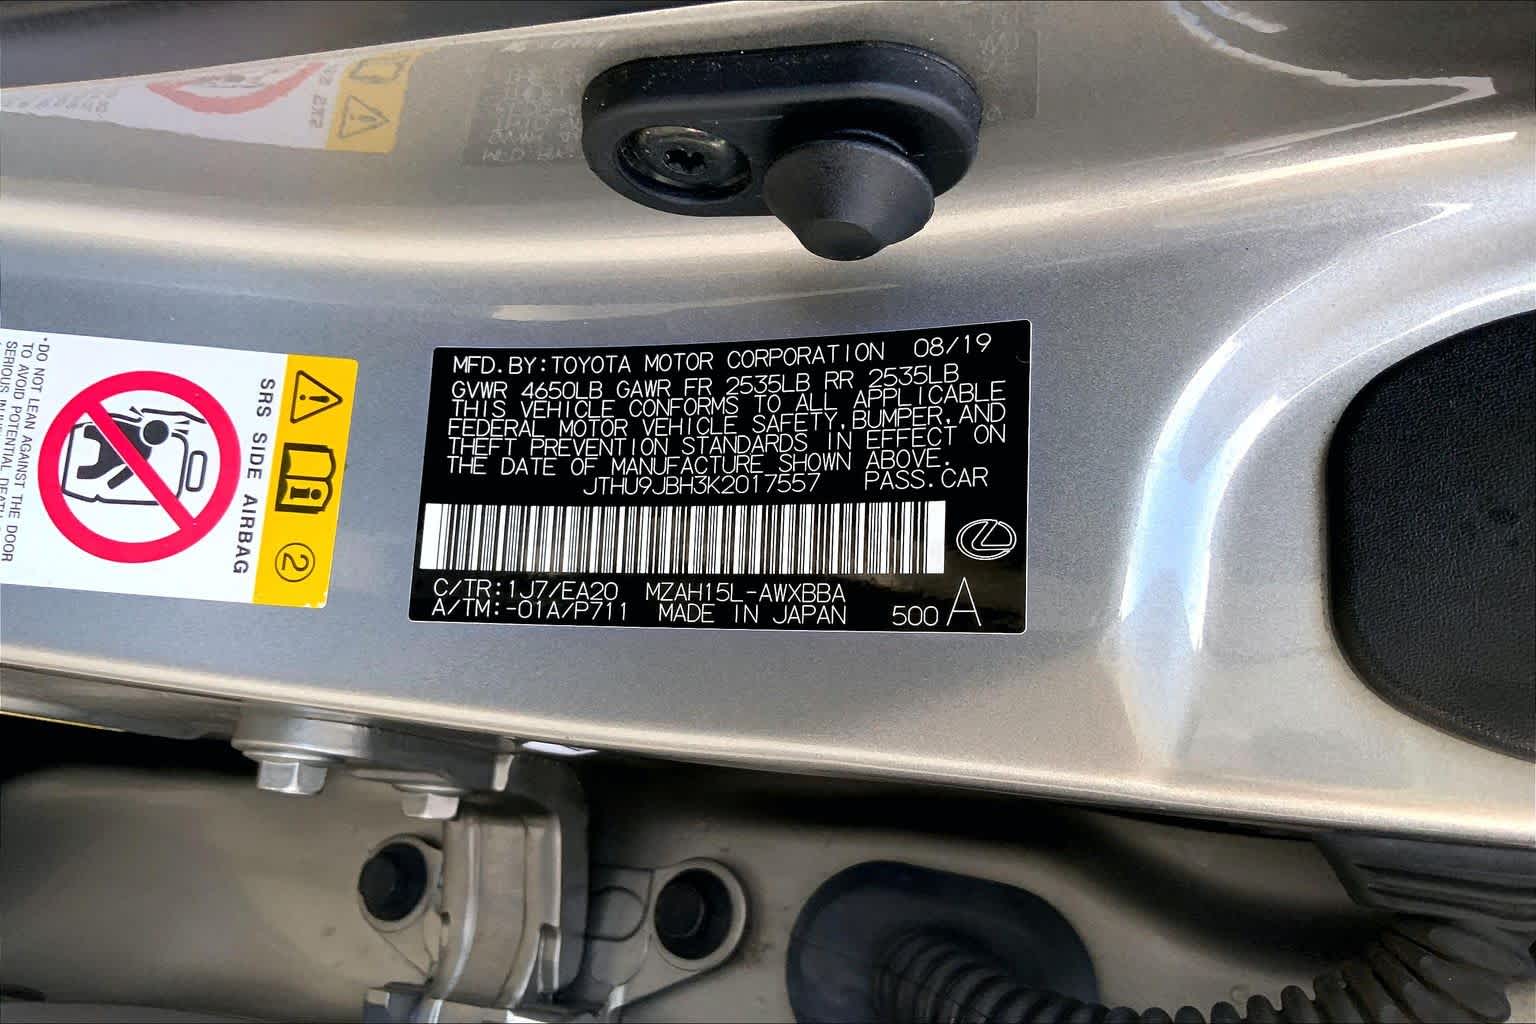 MFD. BY: TOYOTA MOTOR CORPORATION 08/19
GVWR 4650LB GAWR FR 2535LB RR 2535LB
THIS VEHICLE CONFORMS TO ALL APPLICABLE
FEDERAL MOTOR VEHICLE SAFETY, BUMPER, AND
THEFT PREVENTION STANDARDS IN EFFECT ON
THE DATE OF MANUFACTURE SHOWN ABOVE.
JTHU9JBH3K2017557 PASS. CAR
C/TR: 1J7/EA20 MZAH15L-AWXBBA
A/TM: -01A/P711 MADE IN JAPAN 500 A
2
SRS SIDE AIRBAG
•DO NOT LEAN AGAINST THE DOOR
TO AVOID POTENTIAL DEATH
SERIOUS INJURIES